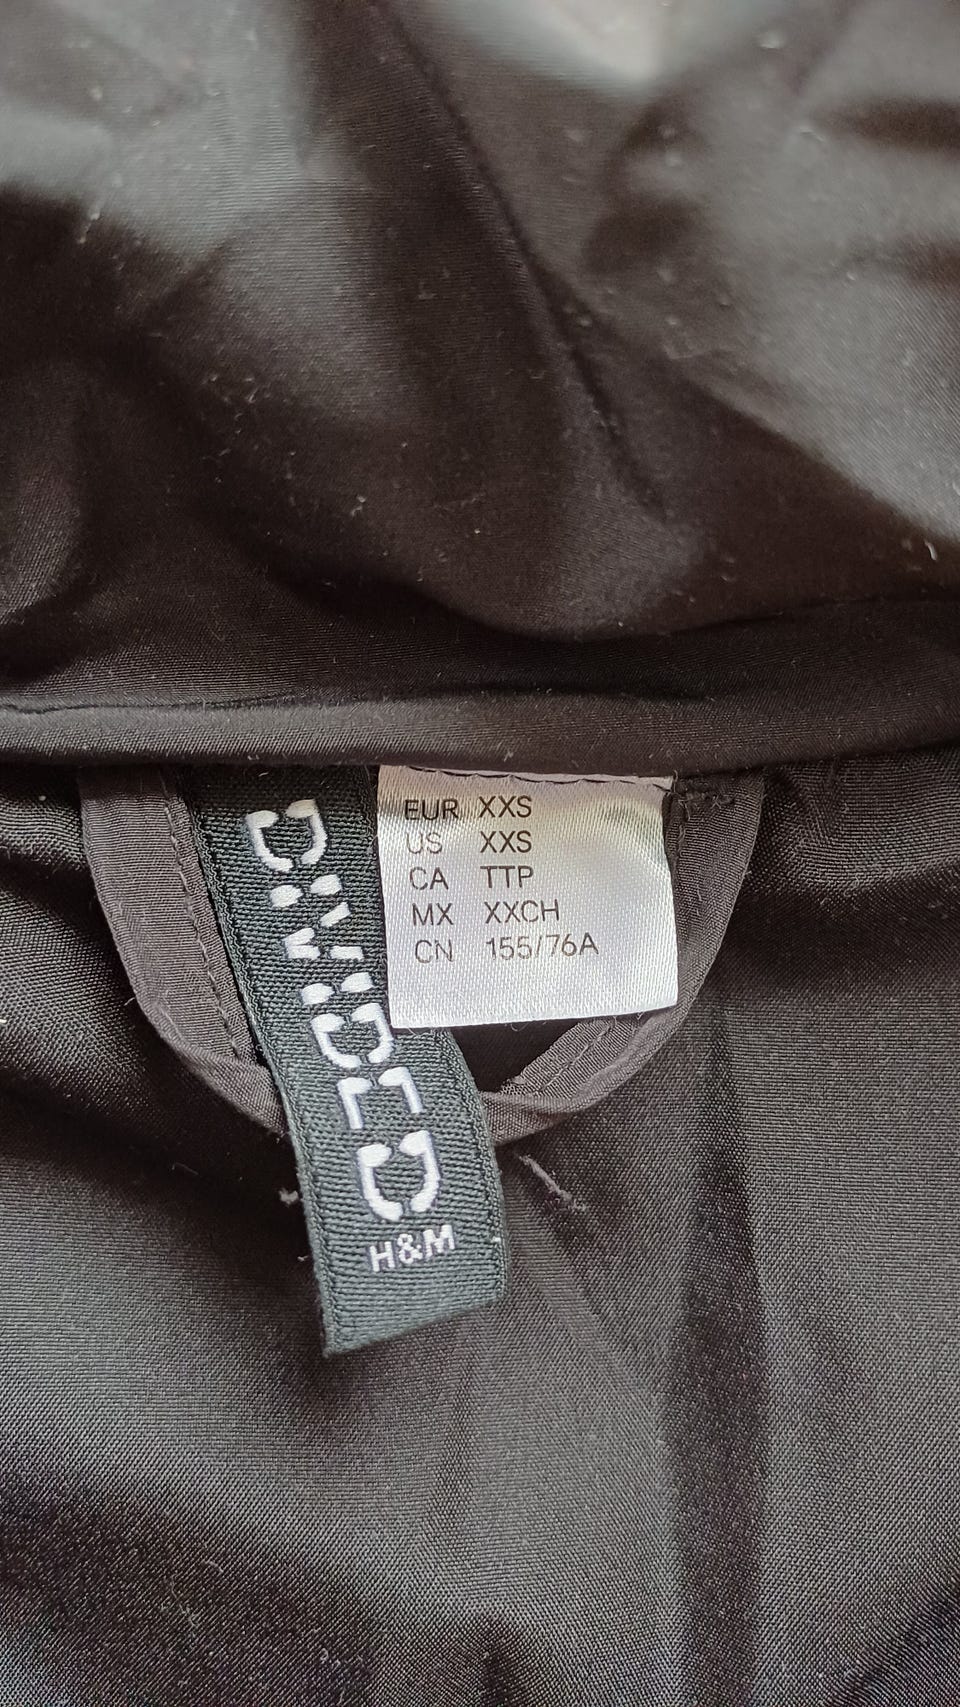 DIVIDED
H&M
EUR XXS
US XXS
CA TTP
MX XXCH
CN 155/76A